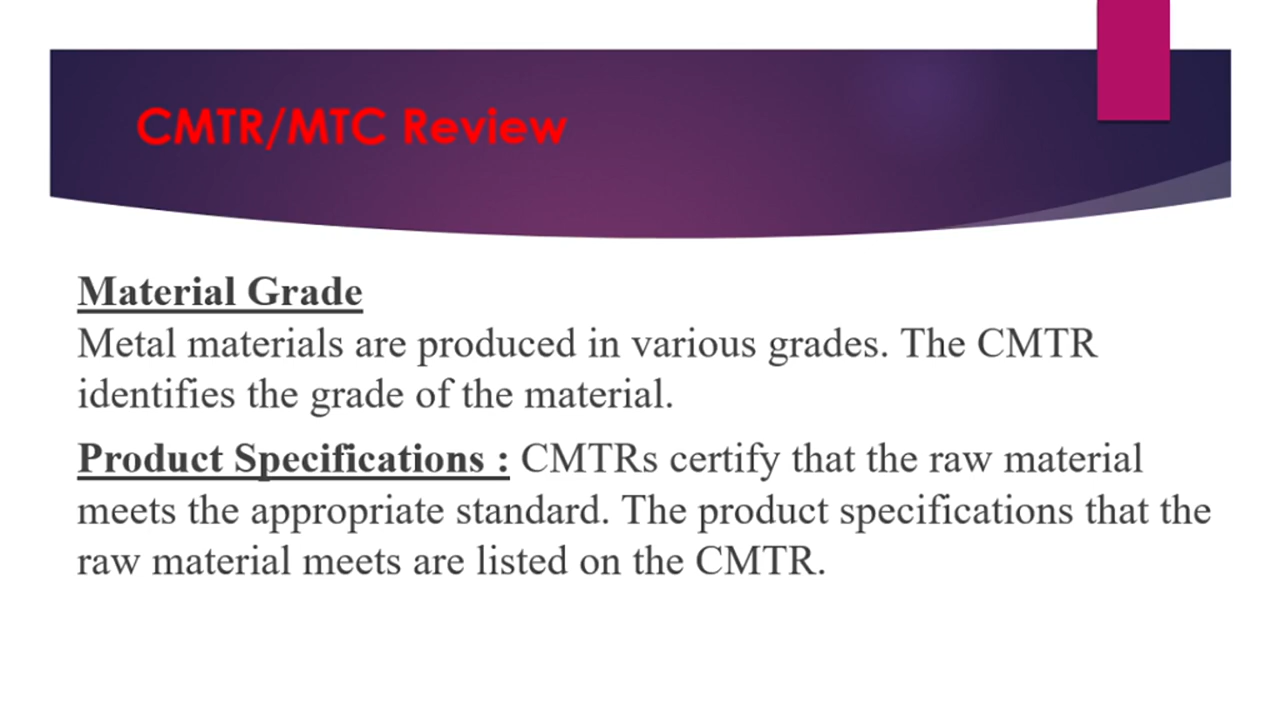 CMTR/MTC Review
Material Grade
Metal materials are produced in various grades. The CMTR
identifies the grade of the material.
Product Specifications : CMTRs certify that the raw material
meets the appropriate standard. The product specifications that the
raw material meets are listed on the CMTR.